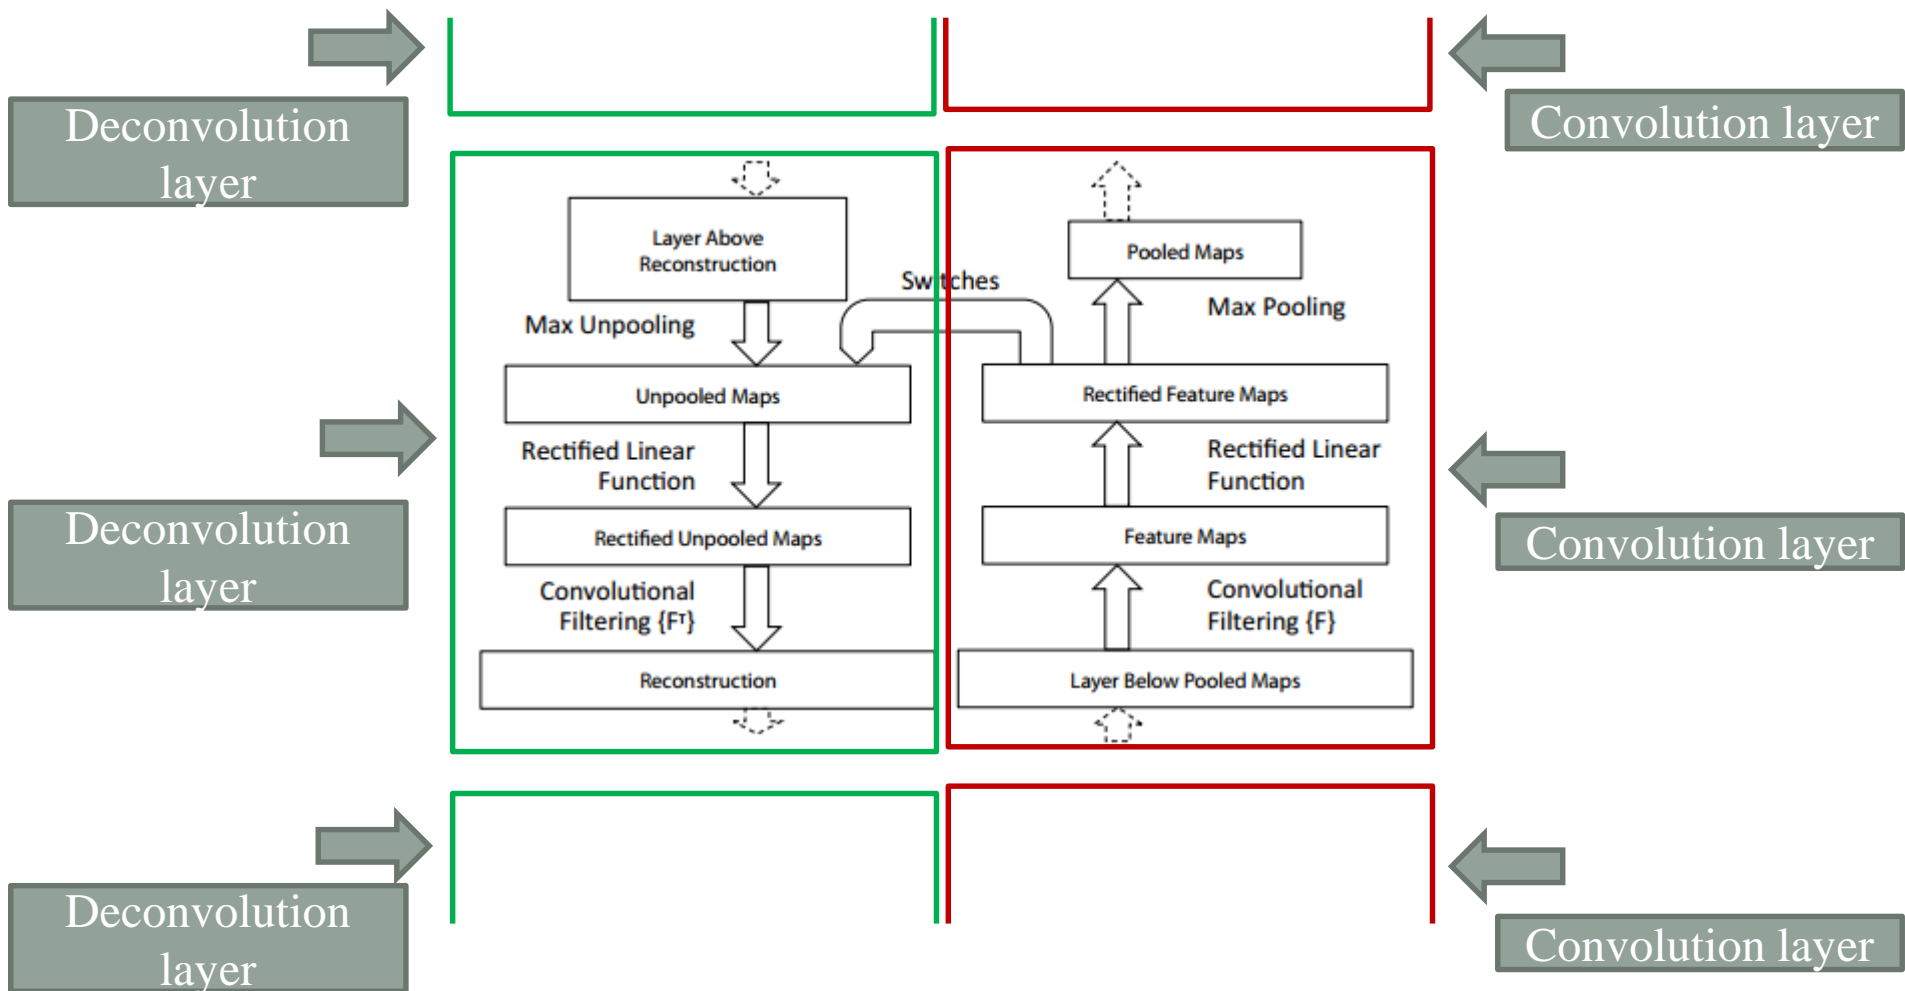 Deconvolution
layer
Convolution layer
Layer Above
Reconstruction
Pooled Maps
Switches
Max Unpooling
Max Pooling
Unpooled Maps
Rectified Feature Maps
Rectified Linear
Function
Rectified Linear
Function
Deconvolution
layer
Rectified Unpooled Maps
Feature Maps
Convolution layer
Convolutional
Filtering {Fᵀ}
Convolutional
Filtering {F}
Reconstruction
Layer Below Pooled Maps
Deconvolution
layer
Convolution layer